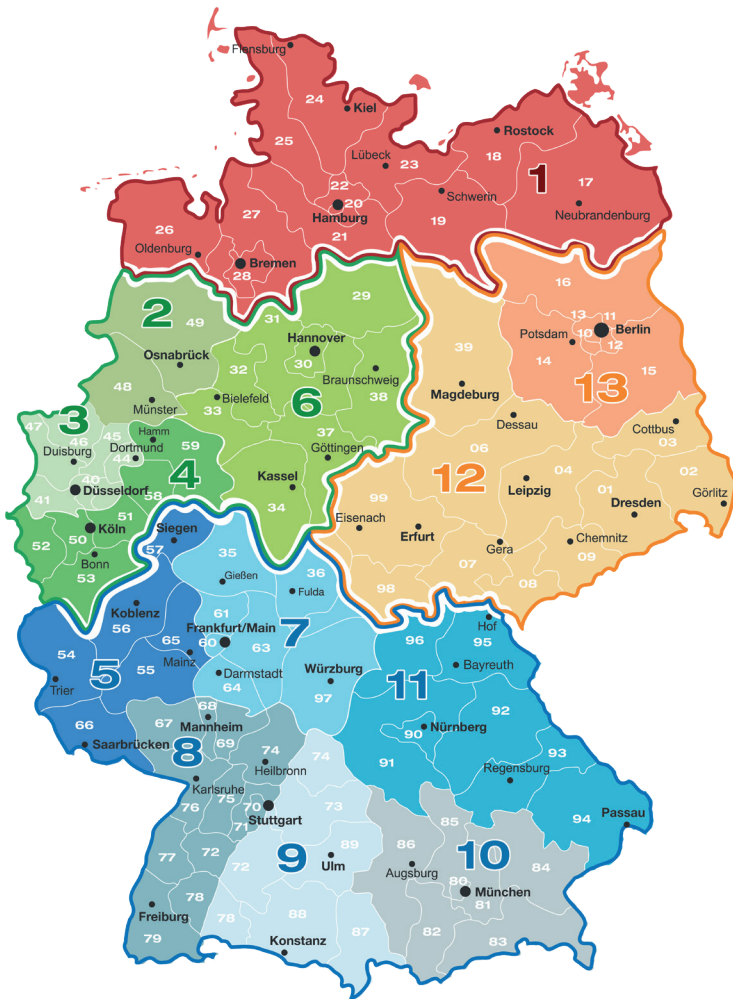 Flensburg
24
Kiel
25
Rostock
18
Lübeck
23
1
17
22
20
Schwerin
Hamburg
27
19
Neubrandenburg
26
21
Oldenburg
Bremen
28
16
29
2
49
31
13
11
10
Berlin
Hannover
Potsdam
12
Osnabrück
30
39
14
15
32
Braunschweig
13
48
33
Bielefeld
6
38
Magdeburg
Münster
3
Dessau
47
Hamm
37
Cottbus
46
45
59
03
Duisburg
44
Dortmund
Göttingen
06
4
12
04
02
40
Düsseldorf
Kassel
Leipzig
01
41
58
99
Görlitz
51
34
Eisenach
Dresden
Köln
Siegen
Erfurt
50
52
57
35
Gera
Chemnitz
Bonn
09
53
Gießen
36
07
Fulda
98
08
Koblenz
61
Hof
56
Frankfurt/Main
7
96
95
65
60
63
54
Mainz
Bayreuth
5
55
Darmstadt
Würzburg
11
Trier
64
97
92
66
67
68
Mannheim
Nürnberg
90
Saarbrücken
69
8
74
74
93
91
Heilbronn
Regensburg
Karlsruhe
75
76
70
73
Stuttgart
Passau
71
85
94
89
77
72
9
86
10
72
Ulm
Augsburg
84
80
78
München
81
Freiburg
78
88
79
87
82
83
Konstanz